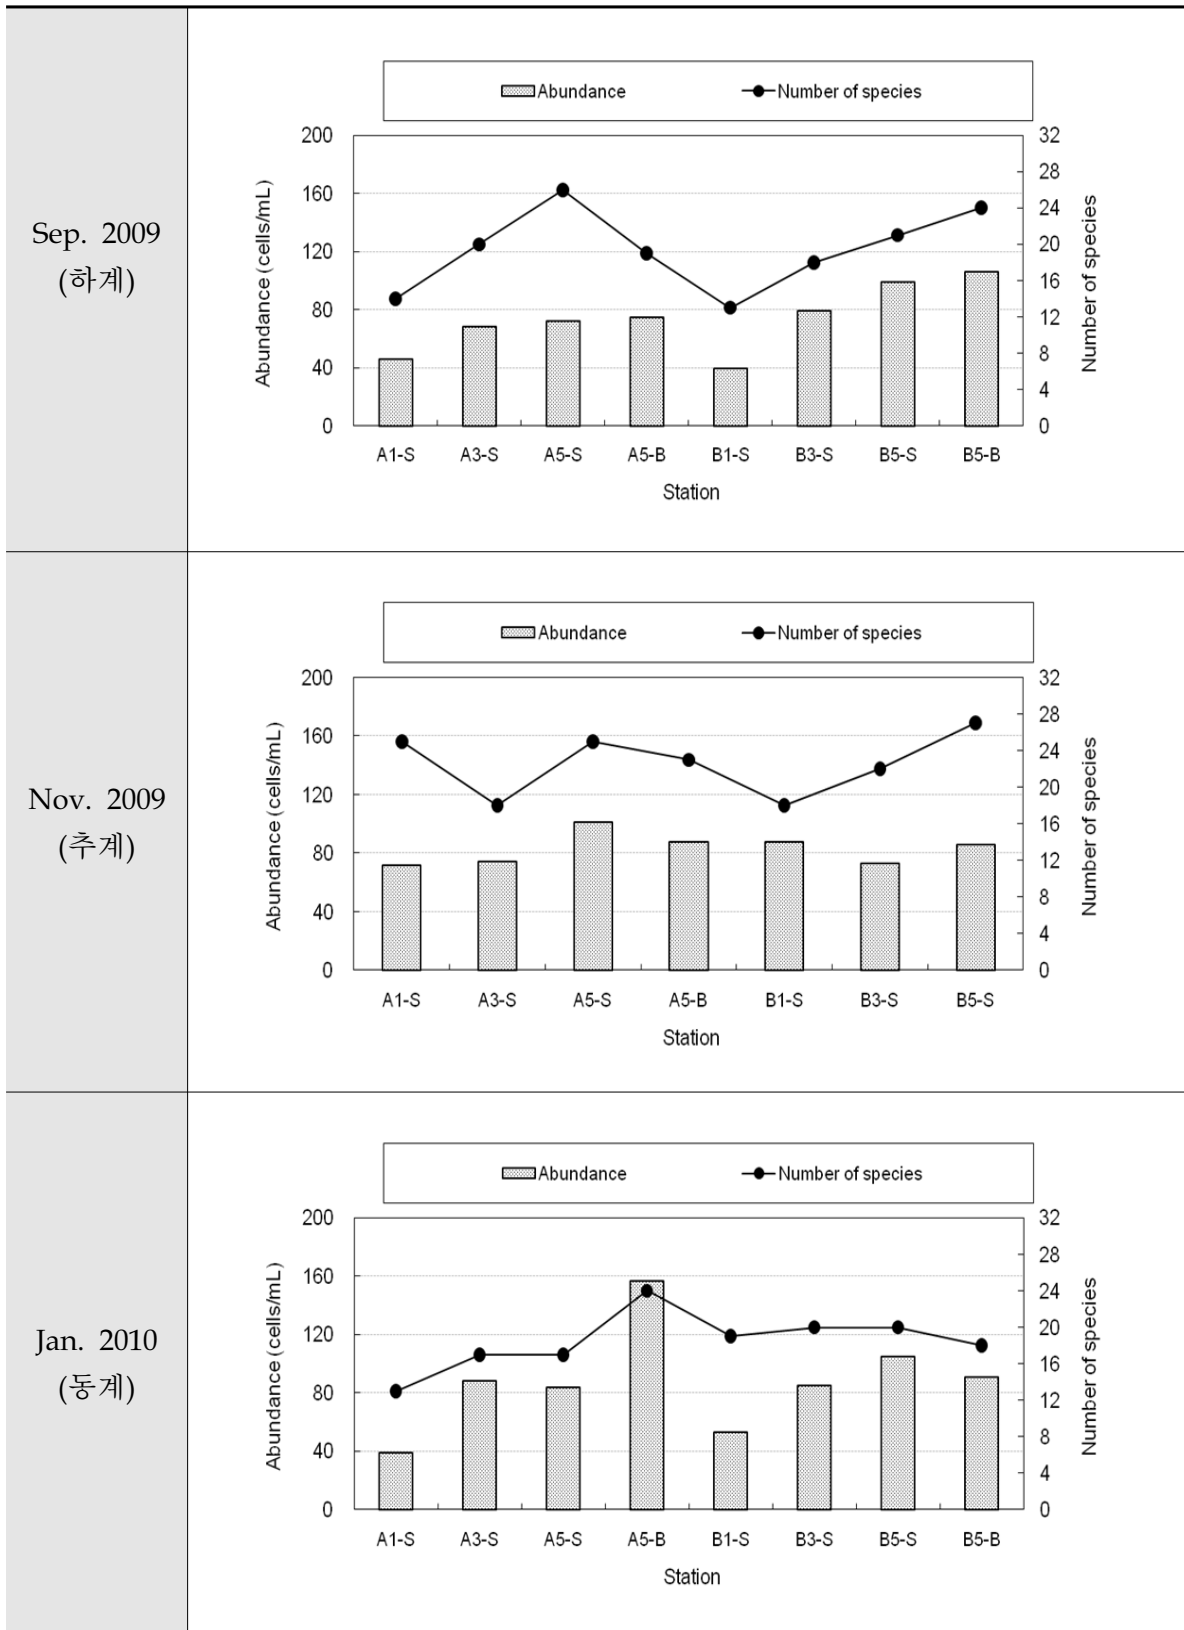 Sep. 2009
(하계)
Abundance
Number of species
Abundance (cells/mL)
200
160
120
80
40
0
32
28
24
20
16
12
8
4
0
Number of species
A1-S A3-S A5-S A5-B B1-S B3-S B5-S B5-B
Station
Nov. 2009
(추계)
Abundance
Number of species
Abundance (cells/mL)
200
160
120
80
40
0
32
28
24
20
16
12
8
4
0
Number of species
A1-S A3-S A5-S A5-B B1-S B3-S B5-S
Station
Jan. 2010
(동계)
Abundance
Number of species
Abundance (cells/mL)
200
160
120
80
40
0
32
28
24
20
16
12
8
4
0
Number of species
A1-S A3-S A5-S A5-B B1-S B3-S B5-S B5-B
Station